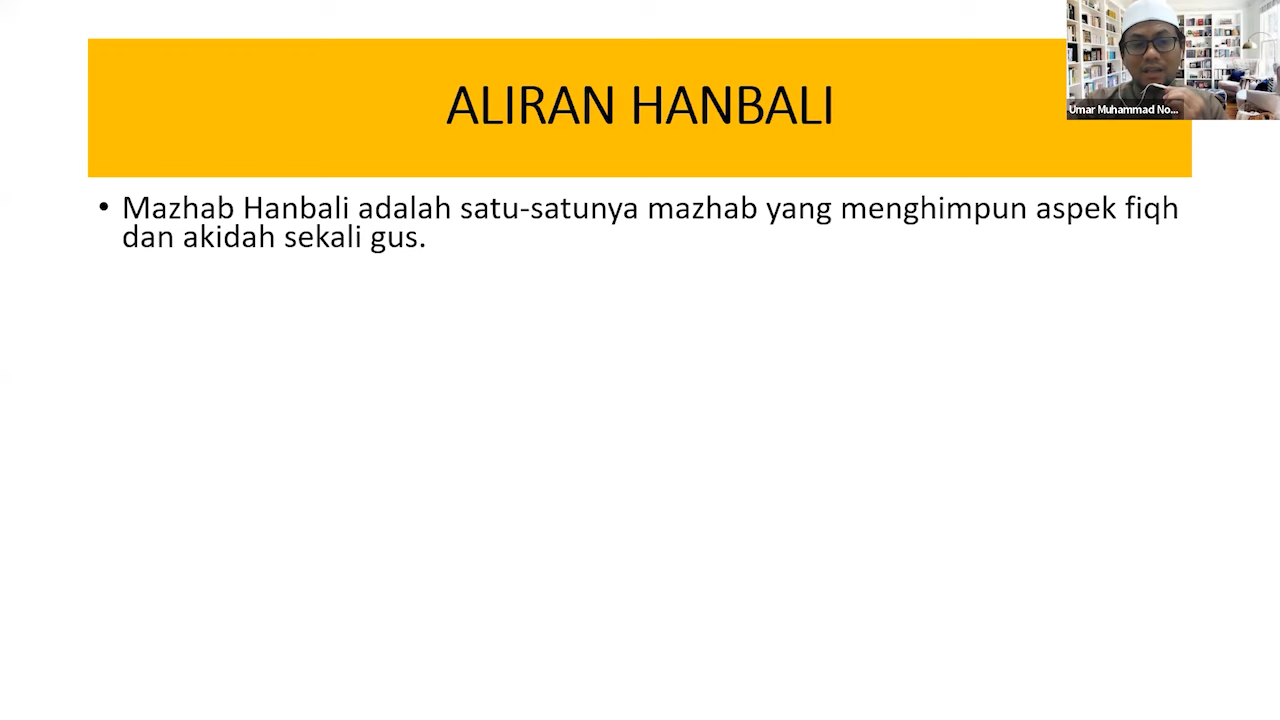 ALIRAN HANBALI
Umar Muhammad No...
• Mazhab Hanbali adalah satu-satunya mazhab yang menghimpun aspek fiqh
dan akidah sekali gus.